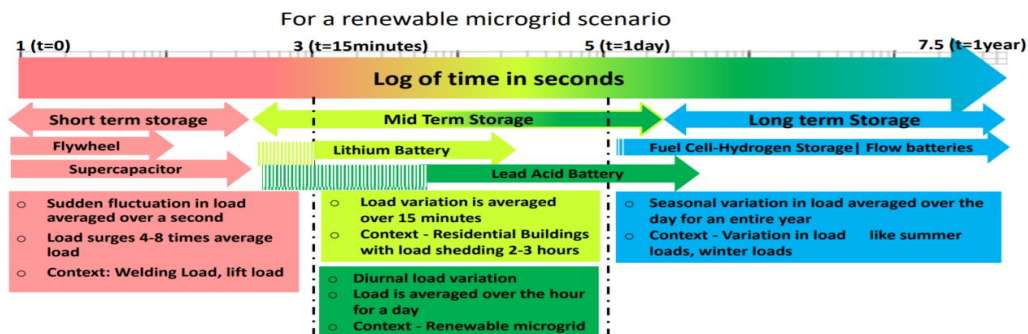 For a renewable microgrid scenario
1 (t=0)
3 (t=15minutes)
5 (t=1day)
7.5 (t=1year)
Log of time in seconds
Short term storage
Mid Term Storage
Long term Storage
Flywheel
Lithium Battery
Fuel Cell-Hydrogen Storage| Flow batteries
Supercapacitor
Lead Acid Battery
○ Sudden fluctuation in load
averaged over a second
○ Load surges 4-8 times average
load
○ Context: Welding Load, lift load
○ Load variation is averaged
over 15 minutes
○ Context - Residential Buildings
with load shedding 2-3 hours
○ Diurnal load variation
○ Load is averaged over the hour
for a day
○ Context - Renewable microgrid
○ Seasonal variation in load averaged over the
day for an entire year
○ Context - Variation in load like summer
loads, winter loads